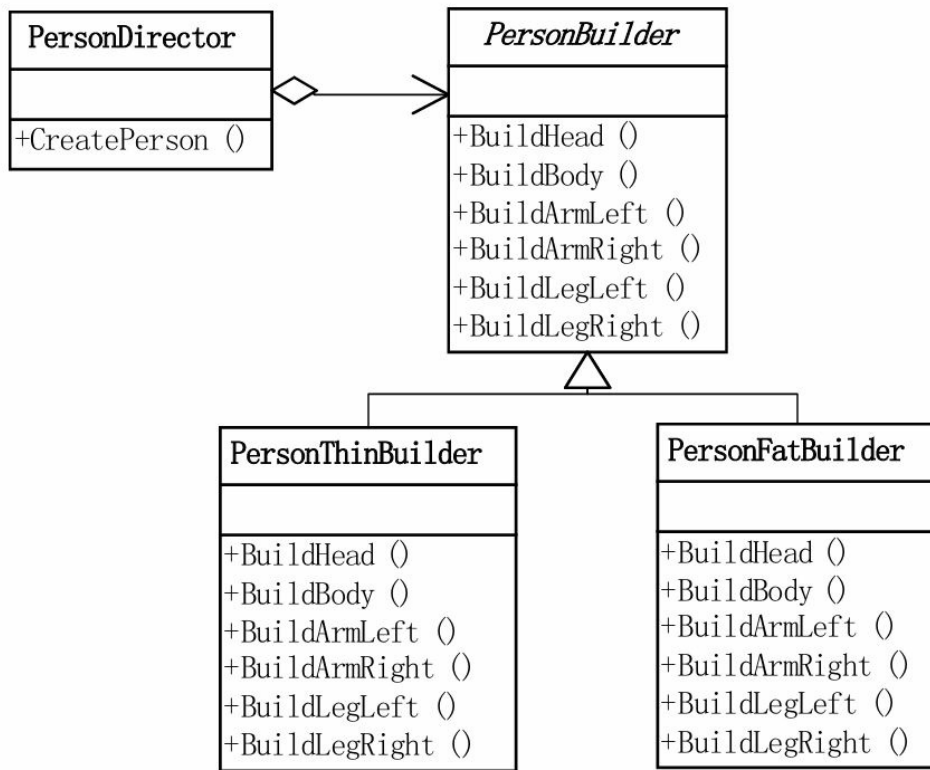 PersonDirector
+CreatePerson ()
PersonBuilder
+BuildHead ()
+BuildBody ()
+BuildArmLeft ()
+BuildArmRight ()
+BuildLegLeft ()
+BuildLegRight ()
PersonThinBuilder
+BuildHead ()
+BuildBody ()
+BuildArmLeft ()
+BuildArmRight ()
+BuildLegLeft ()
+BuildLegRight ()
PersonFatBuilder
+BuildHead ()
+BuildBody ()
+BuildArmLeft ()
+BuildArmRight ()
+BuildLegLeft ()
+BuildLegRight ()